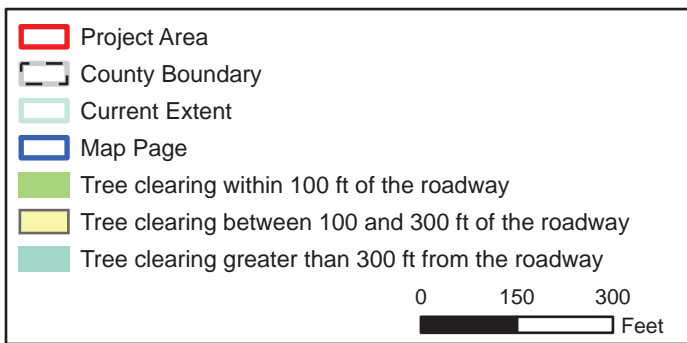 Project Area
County Boundary
Current Extent
Map Page
Tree clearing within 100 ft of the roadway
Tree clearing between 100 and 300 ft of the roadway
Tree clearing greater than 300 ft from the roadway
0 150 300
Feet